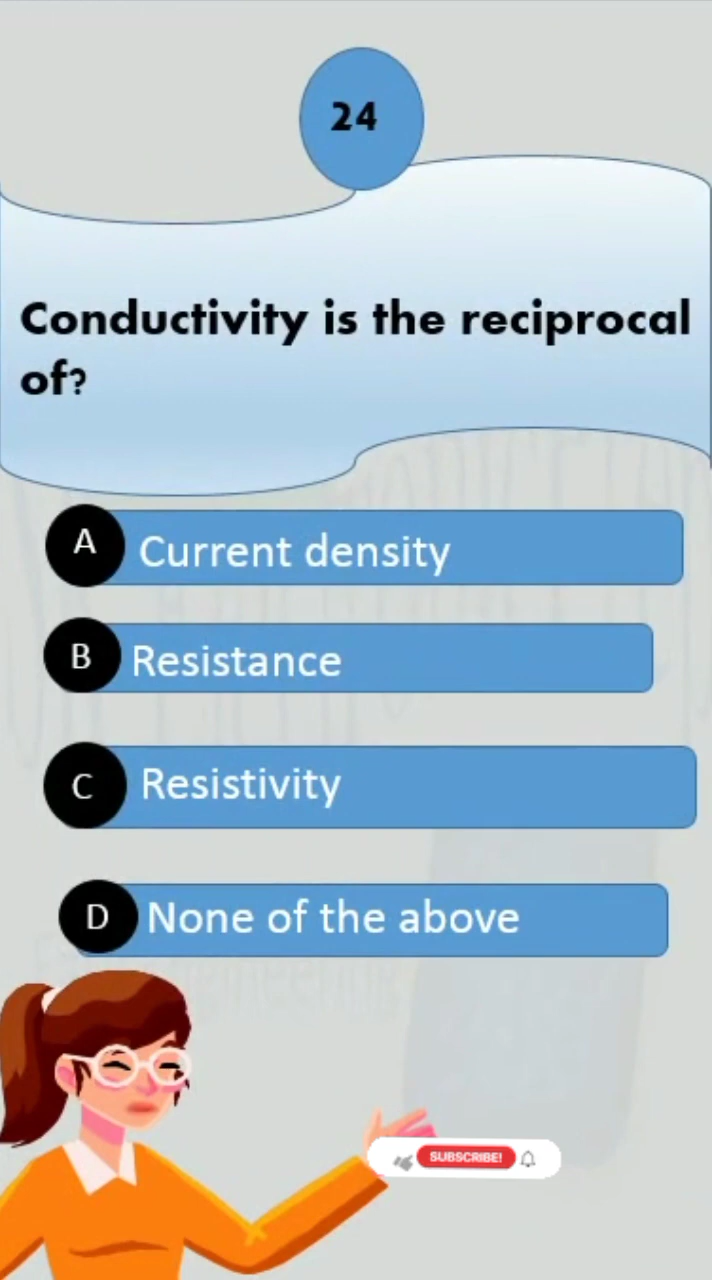 24
Conductivity is the reciprocal
of?
A Current density
B Resistance
C Resistivity
D None of the above
SUBSCRIBE!